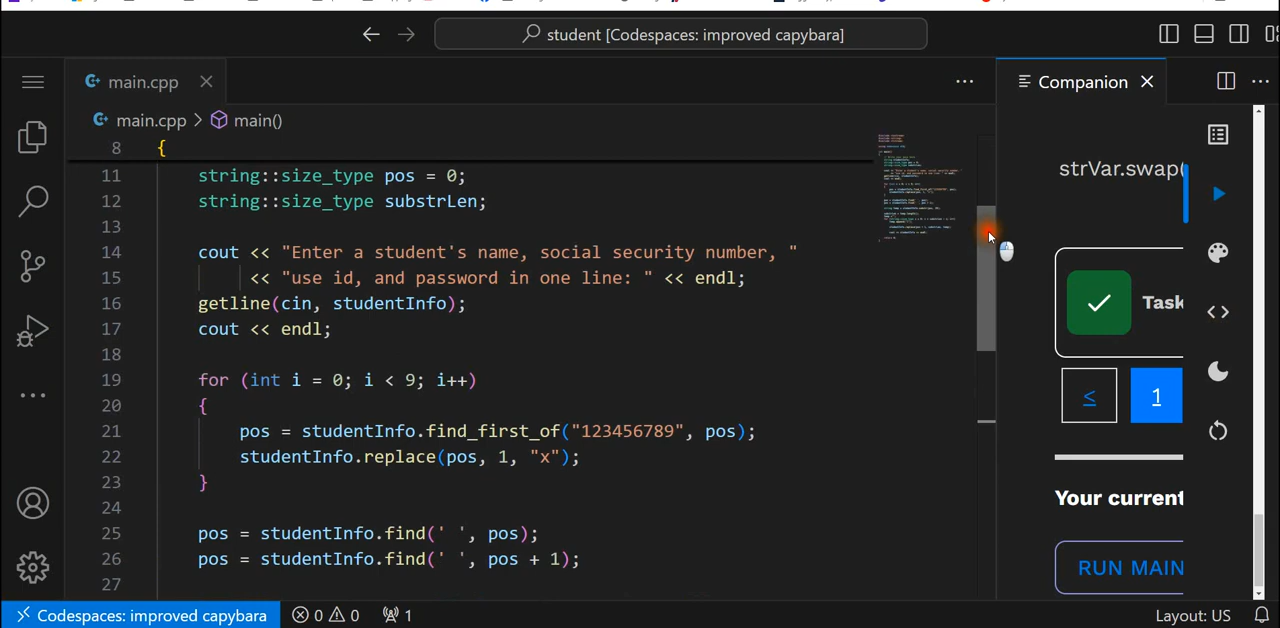 student [Codespaces: improved capybara]
main.cpp
Companion
main.cpp > main()
8 {
11 string::size_type pos = 0;
12 string::size_type substrLen;
13
14 cout << "Enter a student's name, social security number, "
15 << "use id, and password in one line: " << endl;
16 getline(cin, studentInfo);
17 cout << endl;
18
19 for (int i = 0; i < 9; i++)
20 {
21 pos = studentInfo.find_first_of("123456789", pos);
22 studentInfo.replace(pos, 1, "x");
23 }
24
25 pos = studentInfo.find(' ', pos);
26 pos = studentInfo.find(' ', pos + 1);
27
strVar.swap(
Task
< 1
Your current
RUN MAIN
Codespaces: improved capybara 0 0 1
Layout: US